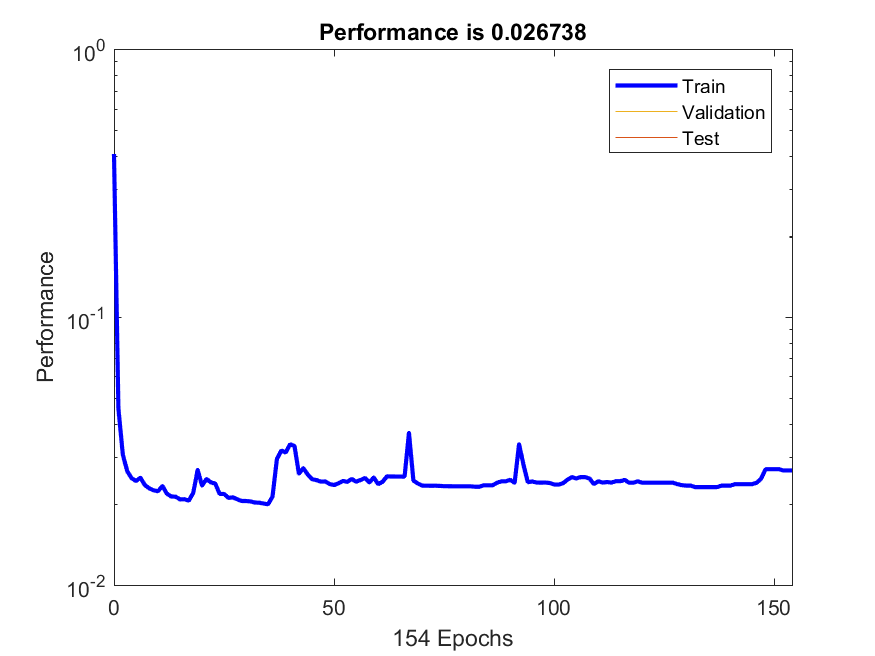 Performance is 0.026738
10^0
Train
Validation
Test
Performance
10^-1
10^-2
0
50
100
150
154 Epochs